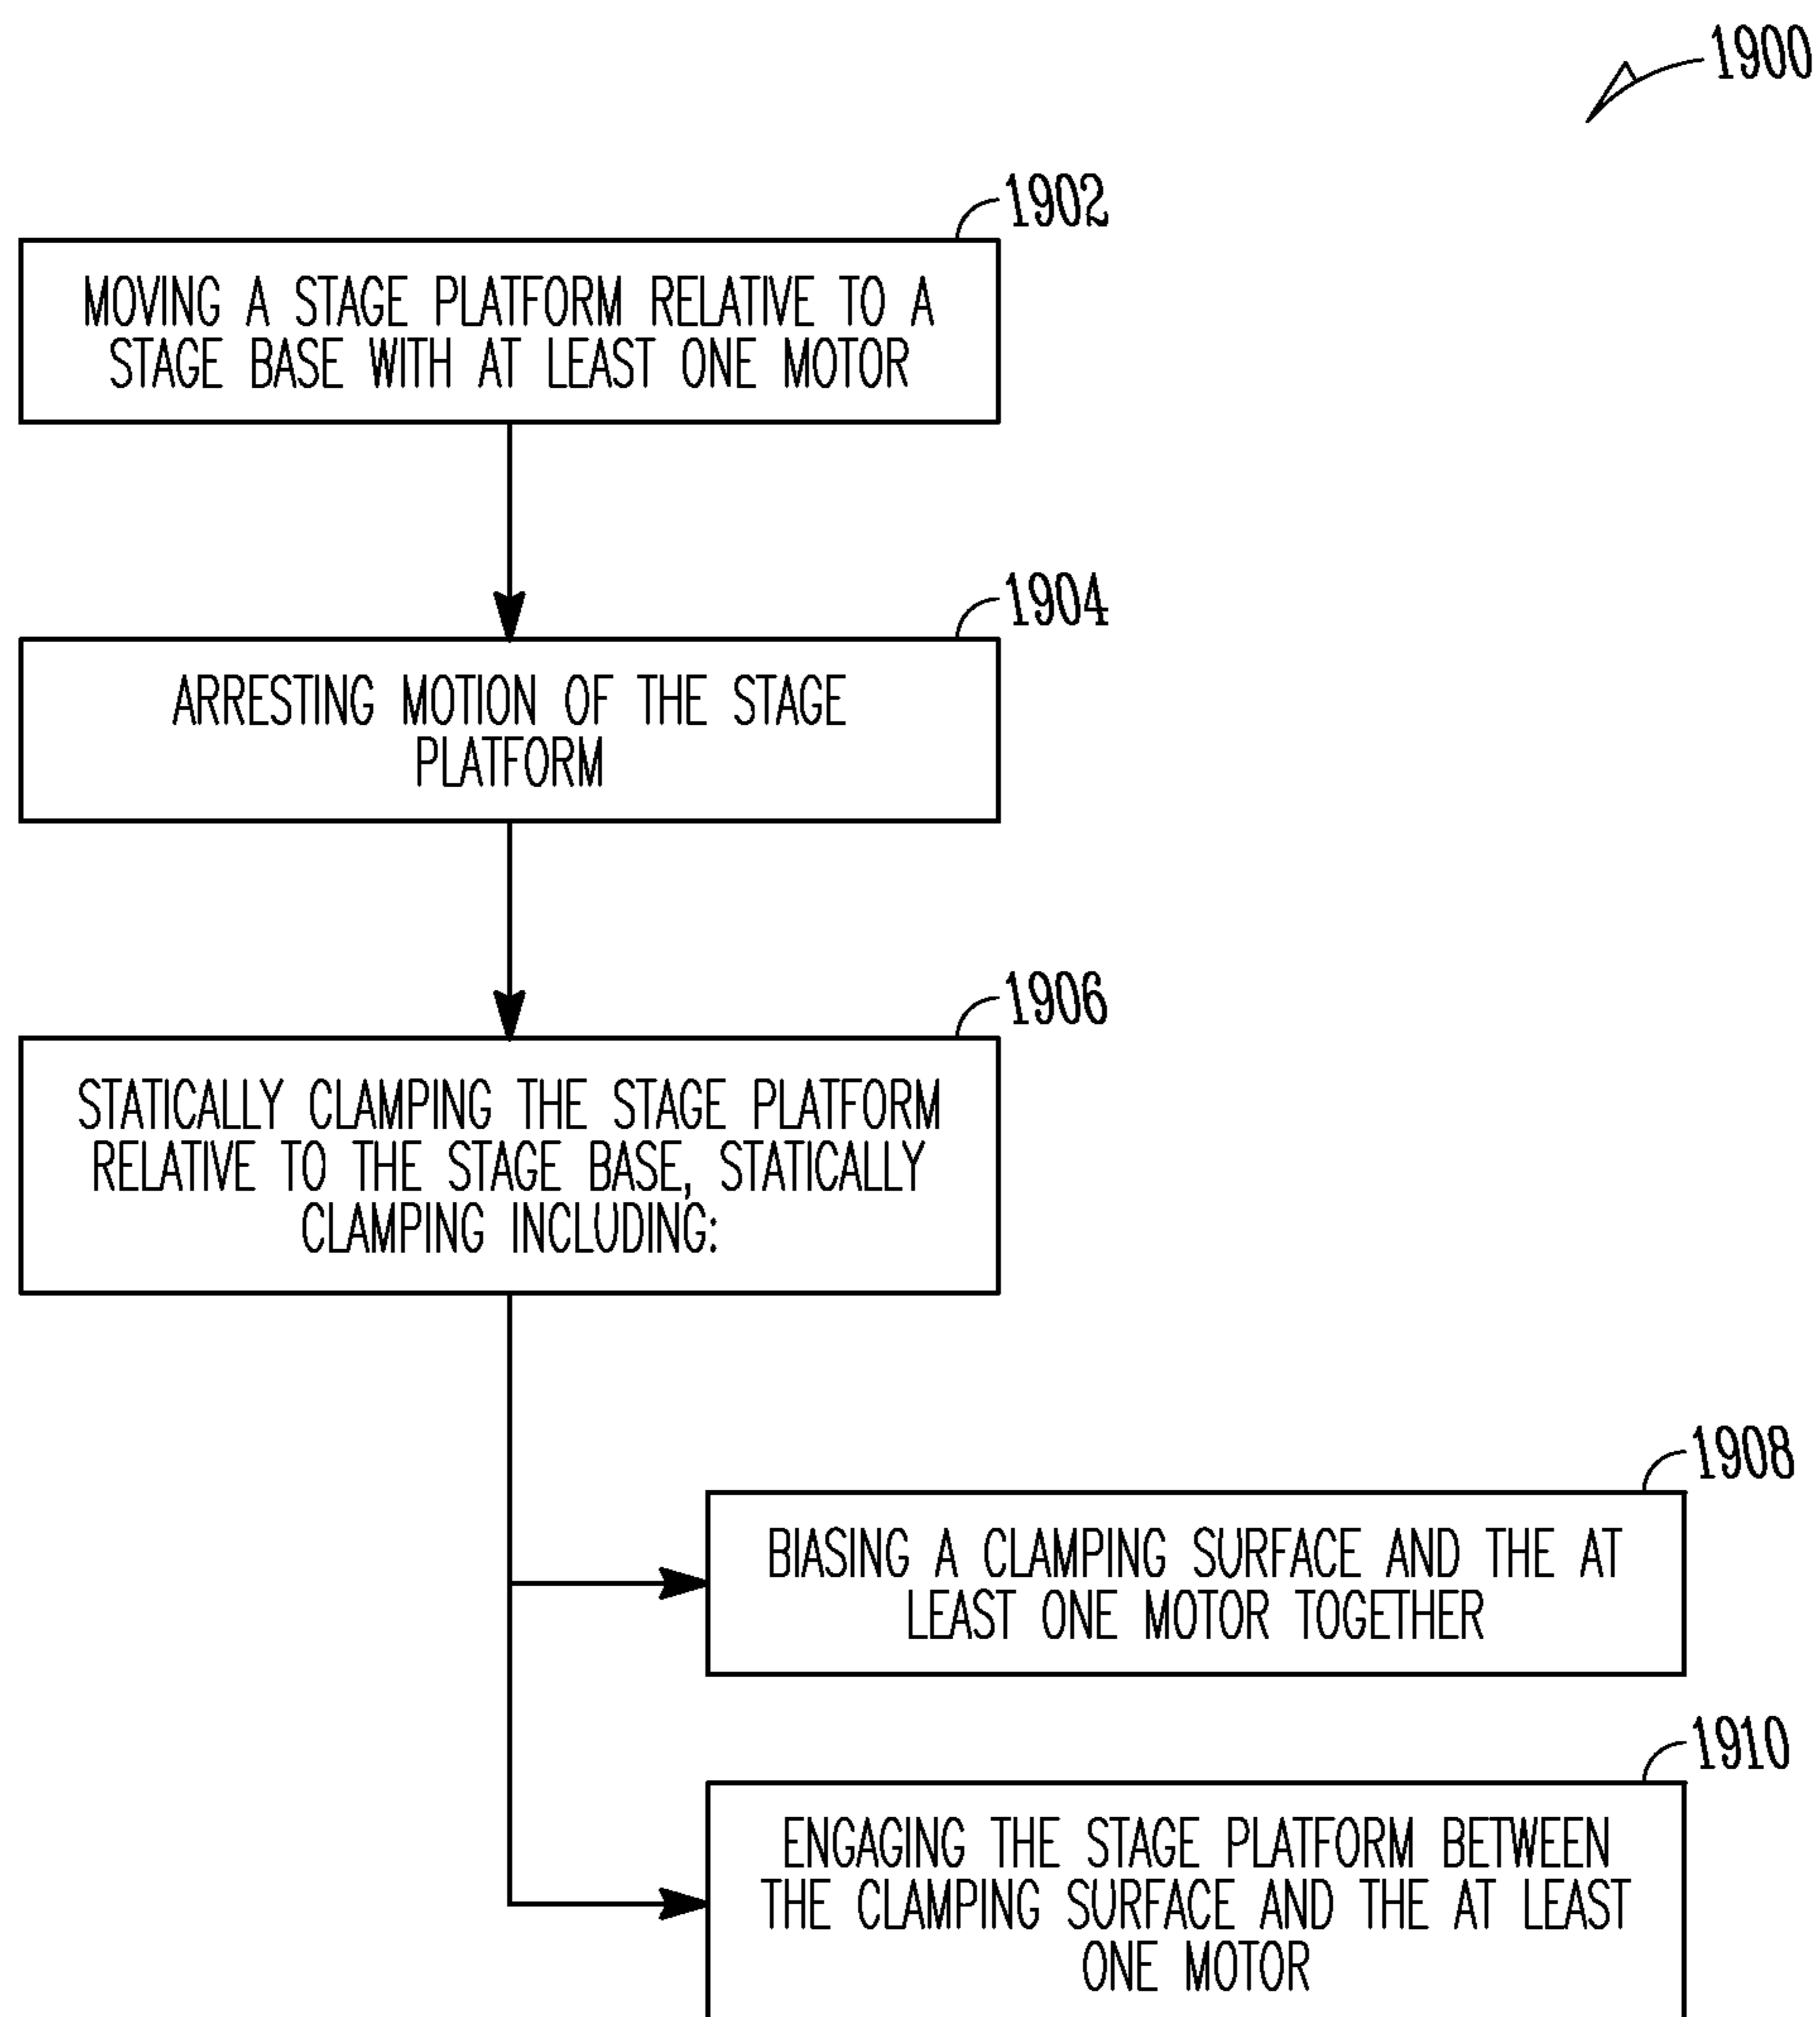 1900
1902
MOVING A STAGE PLATFORM RELATIVE TO A
STAGE BASE WITH AT LEAST ONE MOTOR
1904
ARRESTING MOTION OF THE STAGE
PLATFORM
1906
STATICALLY CLAMPING THE STAGE PLATFORM
RELATIVE TO THE STAGE BASE, STATICALLY
CLAMPING INCLUDING:
1908
BIASING A CLAMPING SURFACE AND THE AT
LEAST ONE MOTOR TOGETHER
1910
ENGAGING THE STAGE PLATFORM BETWEEN
THE CLAMPING SURFACE AND THE AT LEAST
ONE MOTOR